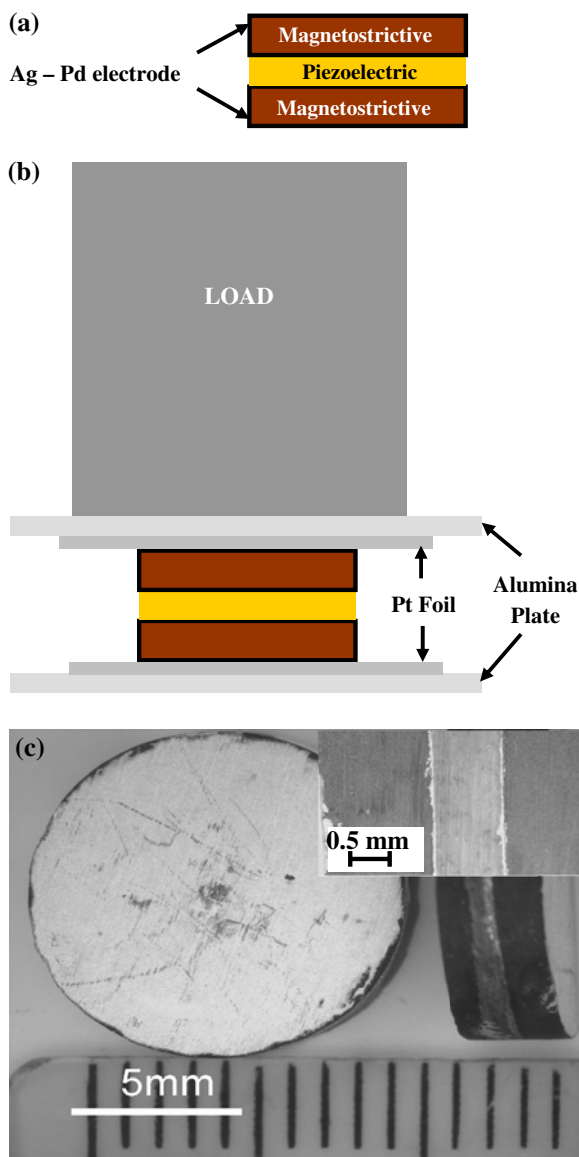 (a)
Magnetostrictive
Ag – Pd electrode
Piezoelectric
Magnetostrictive
(b)
LOAD
Pt Foil
Alumina
Plate
(c)
0.5 mm
5mm